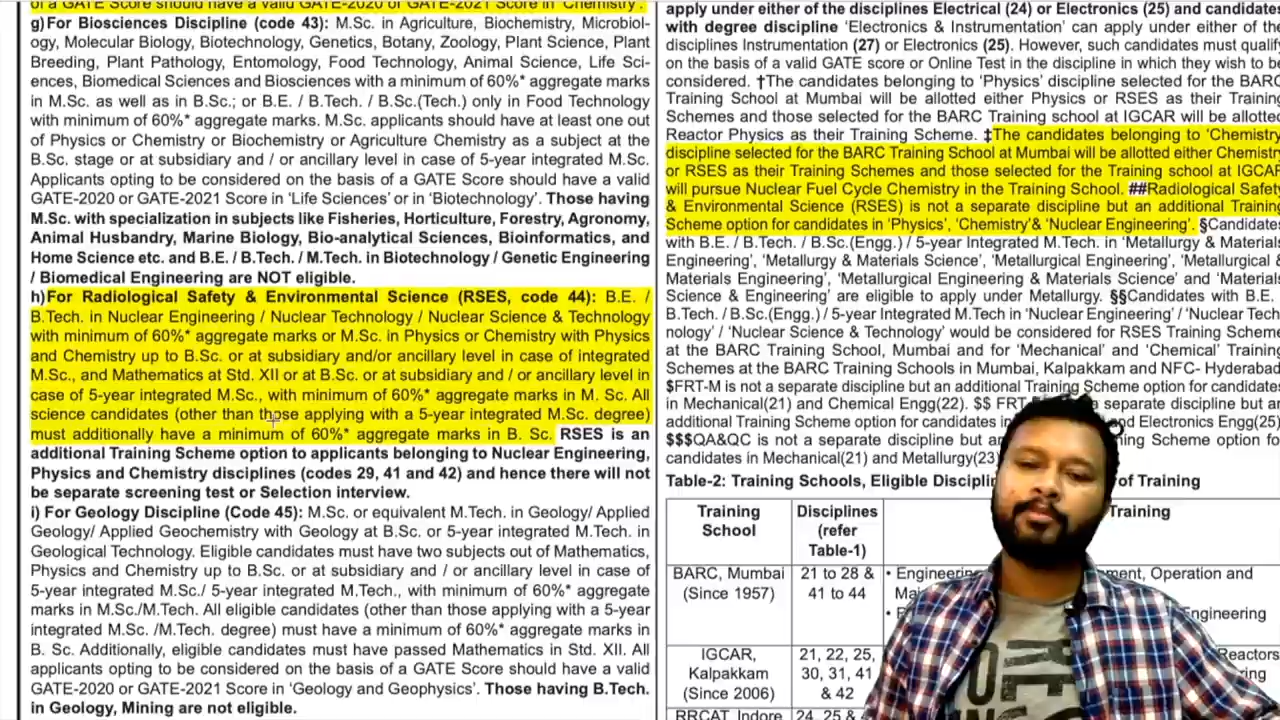 of a GATE Score should have a valid GATE-2020 or GATE-2021 Score in 'Chemistry'.
g)For Biosciences Discipline (code 43): M.Sc. in Agriculture, Biochemistry, Microbiol-
ogy, Molecular Biology, Biotechnology, Genetics, Botany, Zoology, Plant Science, Plant
Breeding, Plant Pathology, Entomology, Food Technology, Animal Science, Life Sci-
ences, Biomedical Sciences and Biosciences with a minimum of 60%* aggregate marks
in M.Sc. as well as in B.Sc.; or B.E. / B.Tech. / B.Sc.(Tech.) only in Food Technology
with minimum of 60%* aggregate marks. M.Sc. applicants should have at least one out
of Physics or Chemistry or Biochemistry or Agriculture Chemistry as a subject at the
B.Sc. stage or at subsidiary and / or ancillary level in case of 5-year integrated M.Sc.
Applicants opting to be considered on the basis of a GATE Score should have a valid
GATE-2020 or GATE-2021 Score in 'Life Sciences' or in 'Biotechnology'. Those having
M.Sc. with specialization in subjects like Fisheries, Horticulture, Forestry, Agronomy,
Animal Husbandry, Marine Biology, Bio-analytical Sciences, Bioinformatics, and
Home Science etc. and B.E. / B.Tech. / M.Tech. in Biotechnology / Genetic Engineering
/ Biomedical Engineering are NOT eligible.
h)For Radiological Safety & Environmental Science (RSES, code 44): B.E. /
B.Tech. in Nuclear Engineering / Nuclear Technology / Nuclear Science & Technology
with minimum of 60%* aggregate marks or M.Sc. in Physics or Chemistry with Physics
and Chemistry up to B.Sc. or at subsidiary and/or ancillary level in case of integrated
M.Sc., and Mathematics at Std. XII or at B.Sc. or at subsidiary and / or ancillary level in
case of 5-year integrated M.Sc., with minimum of 60%* aggregate marks in M. Sc. All
science candidates (other than those applying with a 5-year integrated M.Sc. degree)
must additionally have a minimum of 60%* aggregate marks in B. Sc. RSES is an
additional Training Scheme option to applicants belonging to Nuclear Engineering,
Physics and Chemistry disciplines (codes 29, 41 and 42) and hence there will not
be separate screening test or Selection interview.
i) For Geology Discipline (Code 45): M.Sc. or equivalent M.Tech. in Geology/ Applied
Geology/ Applied Geochemistry with Geology at B.Sc. or 5-year integrated M.Tech. in
Geological Technology. Eligible candidates must have two subjects out of Mathematics,
Physics and Chemistry up to B.Sc. or at subsidiary and / or ancillary level in case of
5-year integrated M.Sc./ 5-year integrated M.Tech., with minimum of 60%* aggregate
marks in M.Sc./M.Tech. All eligible candidates (other than those applying with a 5-year
integrated M.Sc. /M.Tech. degree) must have a minimum of 60%* aggregate marks in
B. Sc. Additionally, eligible candidates must have passed Mathematics in Std. XII. All
applicants opting to be considered on the basis of a GATE Score should have a valid
GATE-2020 or GATE-2021 Score in 'Geology and Geophysics'. Those having B.Tech.
in Geology, Mining are not eligible.
apply under either of the disciplines Electrical (24) or Electronics (25) and candidates
with degree discipline 'Electronics & Instrumentation' can apply under either of the
disciplines Instrumentation (27) or Electronics (25). However, such candidates must qualify
on the basis of a valid GATE score or Online Test in the discipline in which they wish to be
considered. †The candidates belonging to 'Physics' discipline selected for the BARC
Training School at Mumbai will be allotted either Physics or RSES as their Training
Schemes and those selected for the BARC Training school at IGCAR will be allotted
Reactor Physics as their Training Scheme. ‡The candidates belonging to 'Chemistry'
discipline selected for the BARC Training School at Mumbai will be allotted either Chemistry
or RSES as their Training Schemes and those selected for the Training school at IGCAR
will pursue Nuclear Fuel Cycle Chemistry in the Training School. ##Radiological Safety
& Environmental Science (RSES) is not a separate discipline but an additional Training
Scheme option for candidates in 'Physics', 'Chemistry'& 'Nuclear Engineering'. §Candidates
with B.E. / B.Tech. / B.Sc.(Engg.) / 5-year Integrated M.Tech. in 'Metallurgy & Materials
Engineering', 'Metallurgy & Materials Science', 'Metallurgical Engineering', 'Metallurgical &
Materials Engineering', 'Metallurgical Engineering & Materials Science' and 'Materials
Science & Engineering' are eligible to apply under Metallurgy. §§Candidates with B.E.
B.Tech. / B.Sc.(Engg.) / 5-year Integrated M.Tech in 'Nuclear Engineering' / 'Nuclear Tech-
nology' / 'Nuclear Science & Technology' would be considered for RSES Training Scheme
at the BARC Training School, Mumbai and for 'Mechanical' and 'Chemical' Training
Schemes at the BARC Training Schools in Mumbai, Kalpakkam and NFC- Hyderabad
$FRT-M is not a separate discipline but an additional Training Scheme option for candidates
in Mechanical(21) and Chemical Engg(22). $$ FRT separate discipline but an
additional Training Scheme option for candidates in and Electronics Engg(25)
$$$QA&QC is not a separate discipline but an Scheme option for
candidates in Mechanical(21) and Metallurgy(23)
Table-2: Training Schools, Eligible of Training
Training School
Disciplines (refer Table-1)
Training
BARC, Mumbai (Since 1957)
21 to 28 & 41 to 44
• Operation and
Engineering
IGCAR, Kalpakkam (Since 2006)
21, 22, 25, 30, 31, 41 & 42
Reactors
RRCAT, Indore
24, 25 &